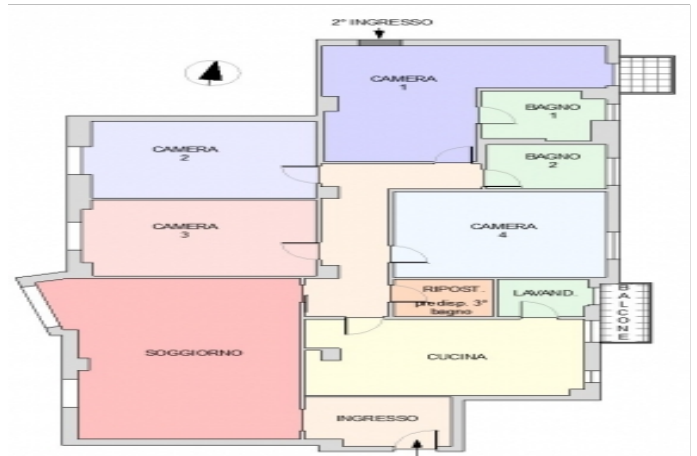 2° INGRESSO
CAMERA
1
BAGNO
1
CAMERA
2
BAGNO
2
CAMERA
3
CAMERA
4
RIPOST.
predisp. 3°
bagno
LAVAND.
BALCONE
SOGGIORNO
CUCINA
INGRESSO